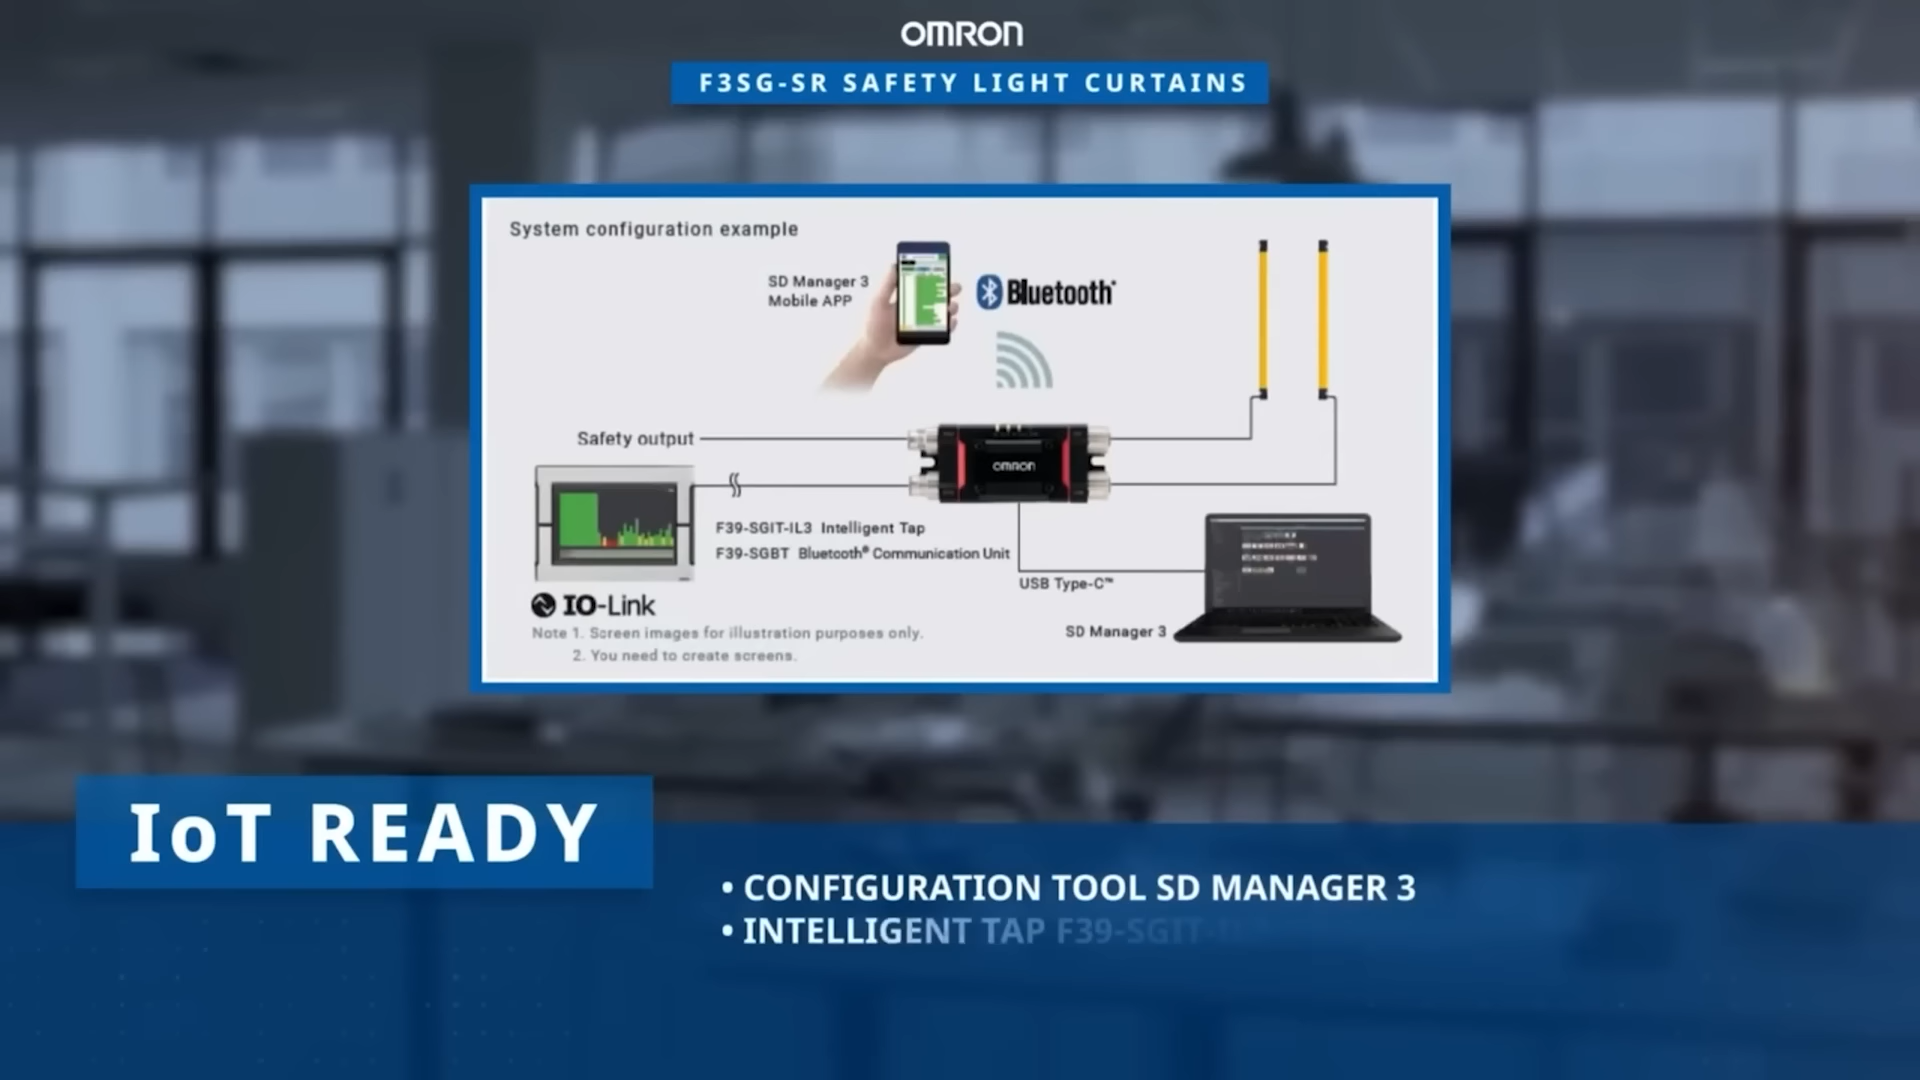 OMRON
F3SG-SR SAFETY LIGHT CURTAINS
System configuration example
SD Manager 3
Mobile APP
Bluetooth®
Safety output
OMRON
F39-SGIT-IL3 Intelligent Tap
F39-SGBT Bluetooth® Communication Unit
USB Type-C™
IO-Link
SD Manager 3
Note 1. Screen images for illustration purposes only.
2. You need to create screens.
IoT READY
• CONFIGURATION TOOL SD MANAGER 3
• INTELLIGENT TAP F39-SGIT-